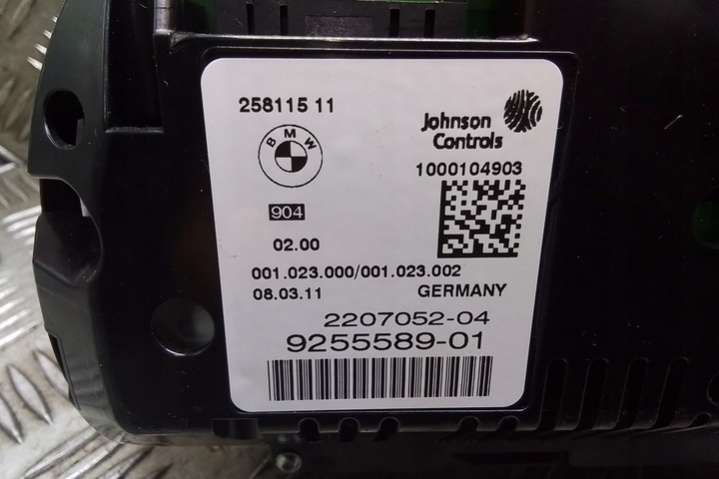 258115 11
BMW
904
02.00
Johnson
Controls
1000104903
001.023.000/001.023.002
08.03.11 GERMANY
2207052-04
9255589-01